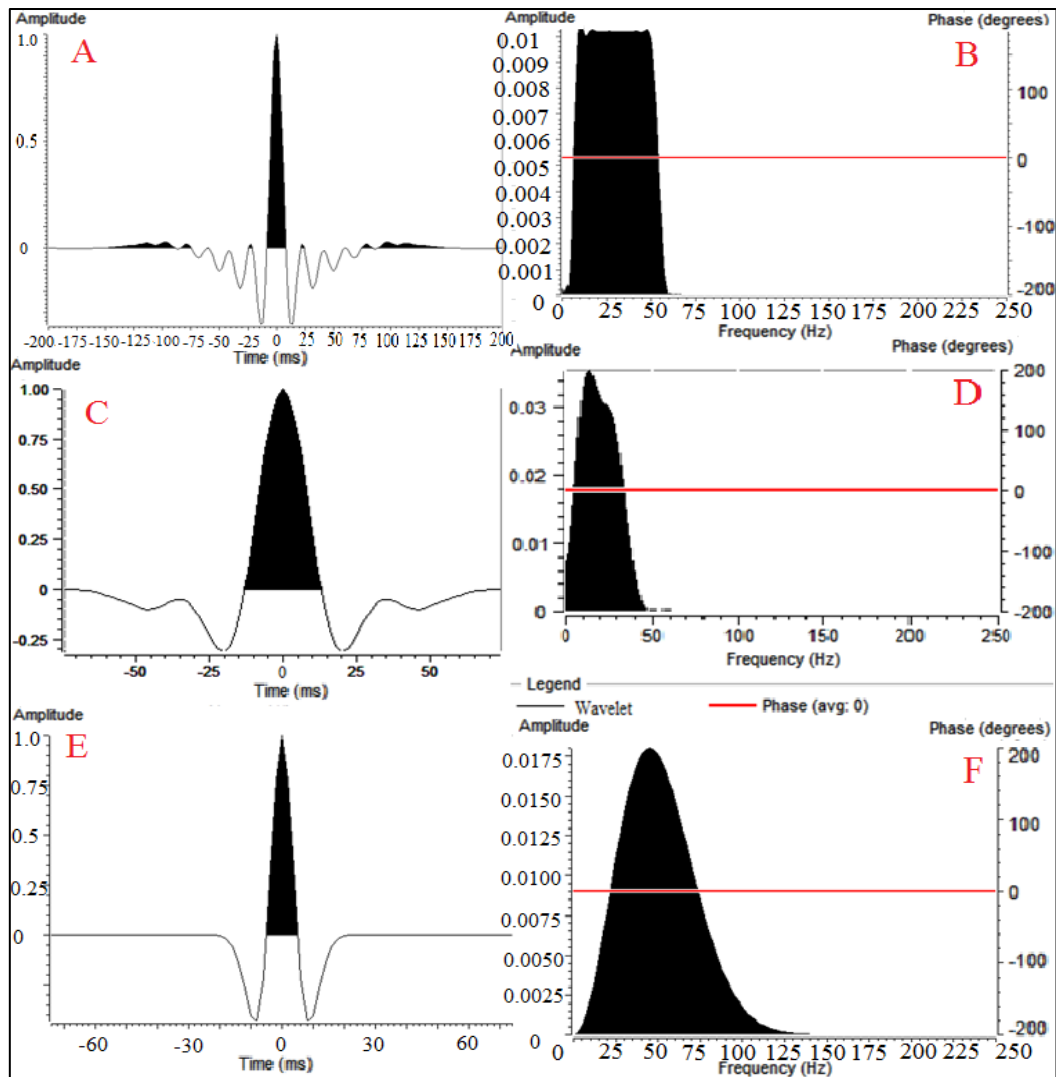 Amplitude
A
1.0
0.5
0
-200 -175 -125 -100 -75 -50 -25 0 25 50 75 100 125 150 175 200
Time (ms)
Amplitude
Phase (degrees)
B
0.01
0.009
0.008
0.007
0.006
0.005
0.004
0.003
0.002
0.001
0
100
0
-100
-200
0 25 50 75 100 125 150 175 200 225 250
Frequency (Hz)
Amplitude
C
1.00
0.75
0.50
0.25
0
-0.25
-50 -25 0 25 50
Time (ms)
Amplitude
Phase (degrees)
D
0.03
0.02
0.01
0
200
100
0
-100
-200
0 50 100 150 200 250
Frequency (Hz)
Legend
Wavelet Phase (avg: 0)
Amplitude
E
1.0
0.75
0.5
0.25
0
-60 -30 0 30 60
Time (ms)
Amplitude
Phase (degrees)
F
0.0175
0.0150
0.0125
0.0100
0.0075
0.0050
0.0025
0
200
100
0
-100
-200
0 25 50 75 100 125 150 175 200 225 250
Frequency (Hz)